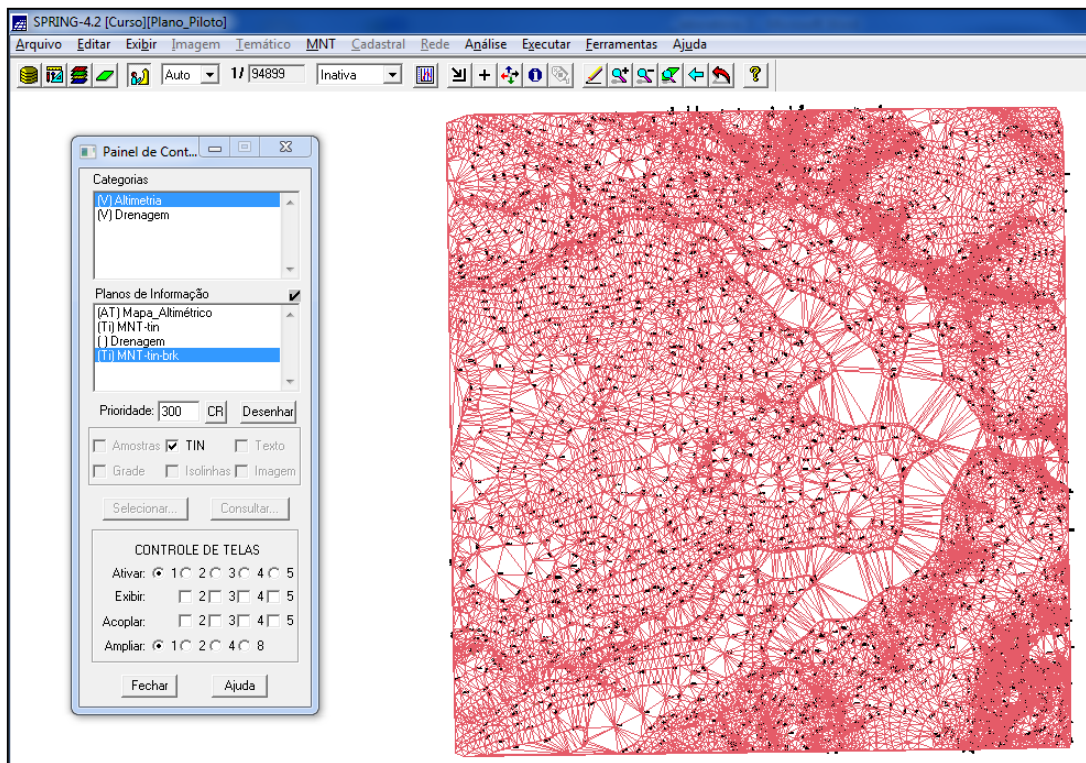 SPRING-4.2 [Curso][Plano_Piloto]
Arquivo Editar Exibir Imagem Temático MNT Cadastral Rede Análise Executar Ferramentas Ajuda
Auto 1/ 94899 Inativa
Painel de Cont...
Categorias
(V) Altimetria
(V) Drenagem
Planos de Informação
(AT) Mapa_Altimétrico
(Ti) MNT-tin
( ) Drenagem
(Ti) MNT-tin-brk
Prioridade: 300 CR Desenhar
Amostras TIN Texto
Grade Isolinhas Imagem
Selecionar... Consultar...
CONTROLE DE TELAS
Ativar: 1 2 3 4 5
Exibir: 2 3 4 5
Acoplar: 2 3 4 5
Ampliar: 1 2 4 8
Fechar Ajuda